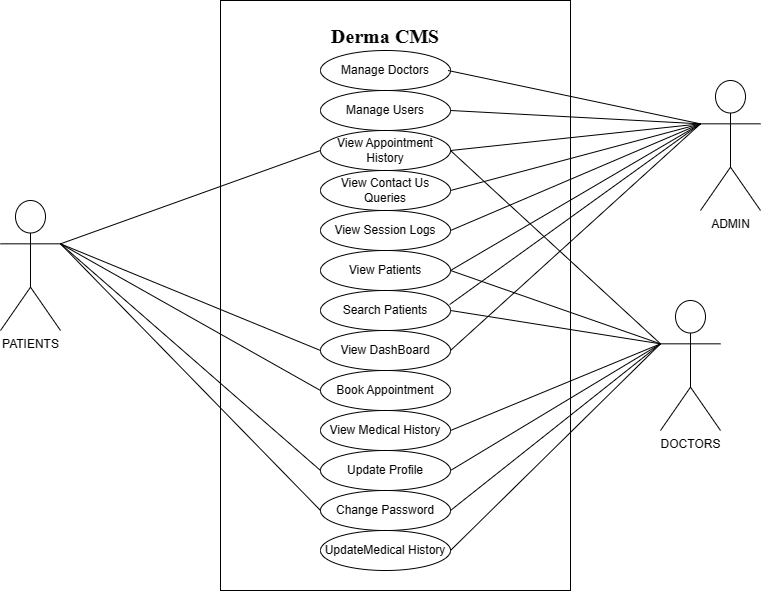 Derma CMS
Manage Doctors
Manage Users
View Appointment
History
View Contact Us
Queries
View Session Logs
ADMIN
View Patients
Search Patients
PATIENTS
View DashBoard
Book Appointment
View Medical History
DOCTORS
Update Profile
Change Password
UpdateMedical History